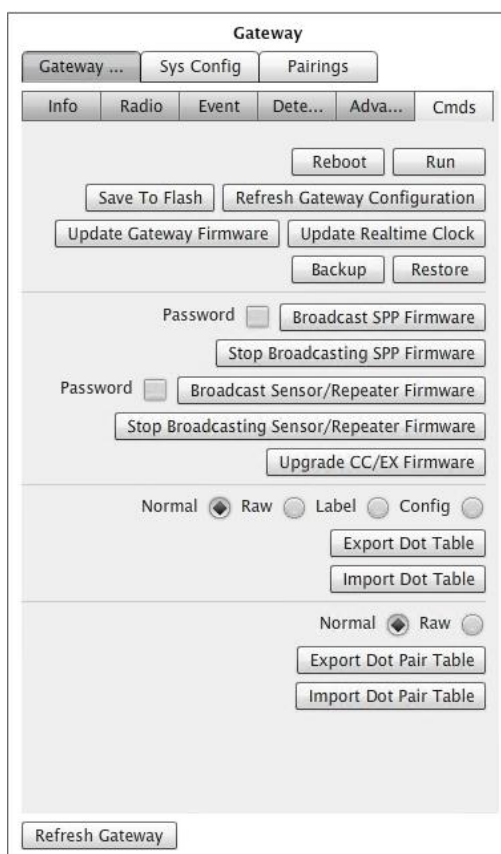 Gateway
Gateway ... Sys Config Pairings
Info Radio Event Dete... Adva... Cmds
Reboot Run
Save To Flash Refresh Gateway Configuration
Update Gateway Firmware Update Realtime Clock
Backup Restore
Password Broadcast SPP Firmware
Stop Broadcasting SPP Firmware
Password Broadcast Sensor/Repeater Firmware
Stop Broadcasting Sensor/Repeater Firmware
Upgrade CC/EX Firmware
Normal Raw Label Config
Export Dot Table
Import Dot Table
Normal Raw
Export Dot Pair Table
Import Dot Pair Table
Refresh Gateway